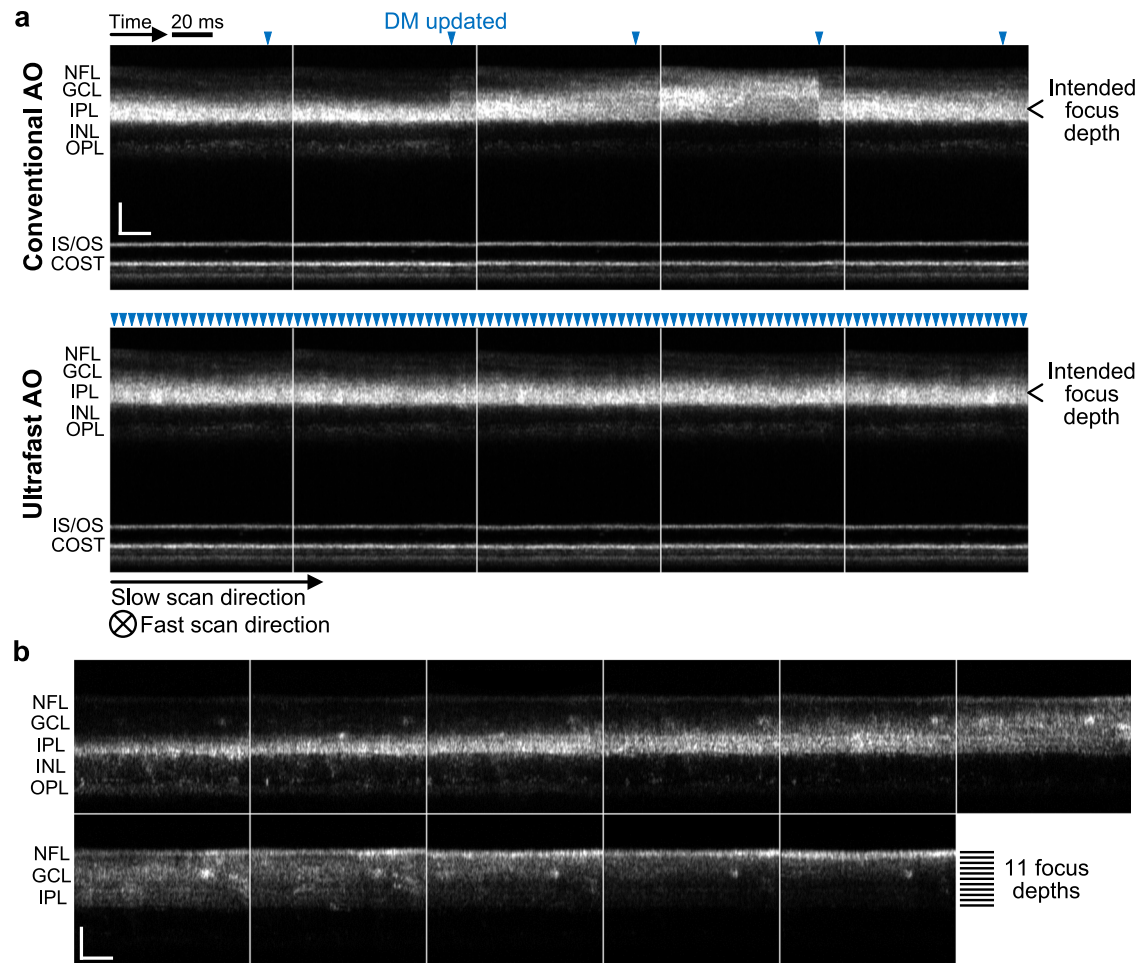 a
Time
20 ms
DM updated
Conventional AO
NFL
GCL
IPL
INL
OPL
IS/OS
COST
Intended
focus
depth
Ultrafast AO
NFL
GCL
IPL
INL
OPL
IS/OS
COST
Intended
focus
depth
Slow scan direction
Fast scan direction
b
NFL
GCL
IPL
INL
OPL
NFL
GCL
IPL
11 focus
depths